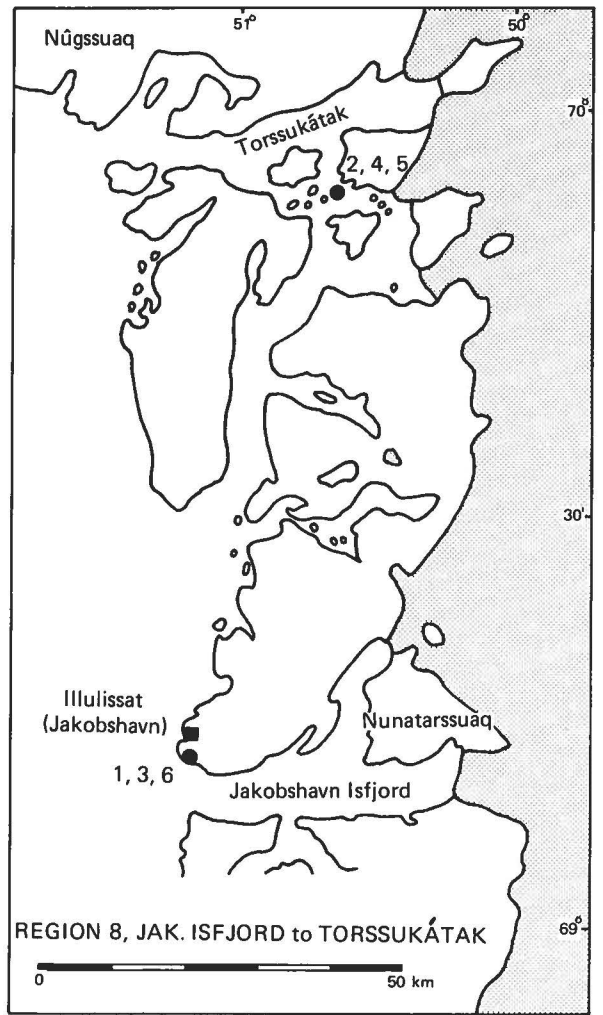 51° 50°
Nûgssuaq
70°
Torssukátak
2, 4, 5
30'
Illulissat
(Jakobshavn)
Nunatarssuaq
1, 3, 6
Jakobshavn Isfjord
69°
REGION 8, JAK. ISFJORD to TORSSUKÁTAK
0 50 km